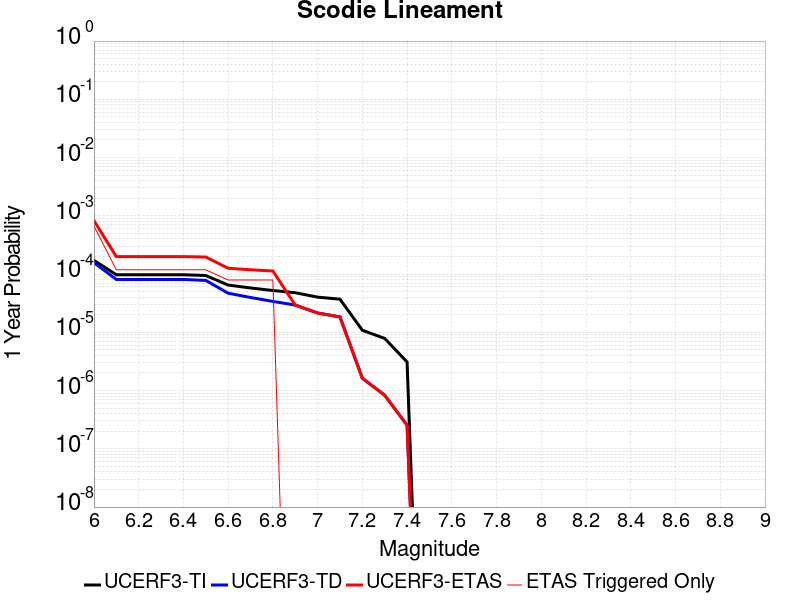 Scodie Lineament
10^0
10^-1
10^-2
10^-3
10^-4
10^-5
10^-6
10^-7
10^-8
1 Year Probability
6 6.2 6.4 6.6 6.8 7 7.2 7.4 7.6 7.8 8 8.2 8.4 8.6 8.8 9
Magnitude
UCERF3-TI UCERF3-TD UCERF3-ETAS ETAS Triggered Only